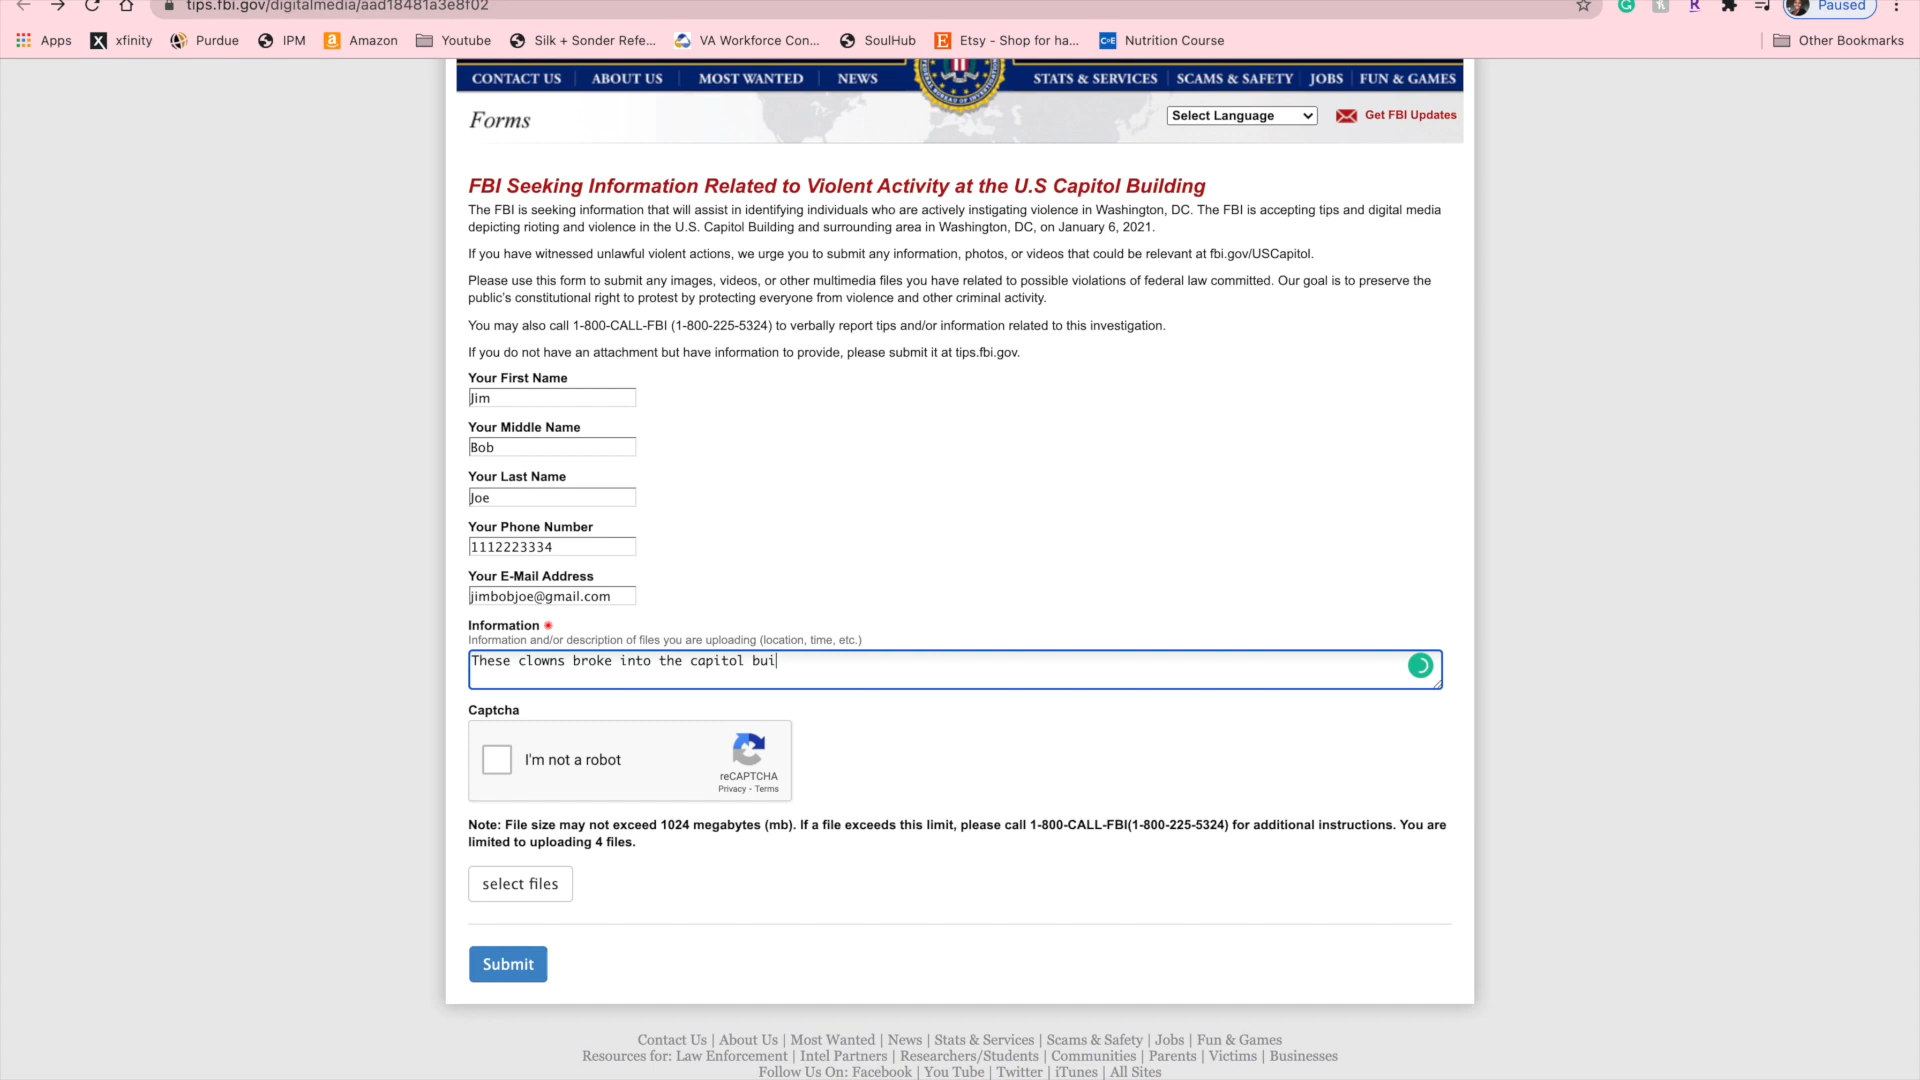 tips.fbi.gov/digitalmedia/aad18481a3e8f02
Paused
Apps xfinity Purdue IPM Amazon Youtube Silk + Sonder Refe... VA Workforce Con... SoulHub Etsy - Shop for ha... Nutrition Course Other Bookmarks
CONTACT US ABOUT US MOST WANTED NEWS STATS & SERVICES SCAMS & SAFETY JOBS FUN & GAMES
Forms
Select Language
Get FBI Updates
FBI Seeking Information Related to Violent Activity at the U.S Capitol Building
The FBI is seeking information that will assist in identifying individuals who are actively instigating violence in Washington, DC. The FBI is accepting tips and digital media
depicting rioting and violence in the U.S. Capitol Building and surrounding area in Washington, DC, on January 6, 2021.
If you have witnessed unlawful violent actions, we urge you to submit any information, photos, or videos that could be relevant at fbi.gov/USCapitol.
Please use this form to submit any images, videos, or other multimedia files you have related to possible violations of federal law committed. Our goal is to preserve the
public's constitutional right to protest by protecting everyone from violence and other criminal activity.
You may also call 1-800-CALL-FBI (1-800-225-5324) to verbally report tips and/or information related to this investigation.
If you do not have an attachment but have information to provide, please submit it at tips.fbi.gov.
Your First Name
Jim
Your Middle Name
Bob
Your Last Name
Joe
Your Phone Number
1112223334
Your E-Mail Address
jimbobjoe@gmail.com
Information
Information and/or description of files you are uploading (location, time, etc.)
These clowns broke into the capitol bui
Captcha
I'm not a robot
reCAPTCHA
Privacy - Terms
Note: File size may not exceed 1024 megabytes (mb). If a file exceeds this limit, please call 1-800-CALL-FBI(1-800-225-5324) for additional instructions. You are
limited to uploading 4 files.
select files
Submit
Contact Us | About Us | Most Wanted | News | Stats & Services | Scams & Safety | Jobs | Fun & Games
Resources for: Law Enforcement | Intel Partners | Researchers/Students | Communities | Parents | Victims | Businesses
Follow Us On: Facebook | You Tube | Twitter | iTunes | All Sites